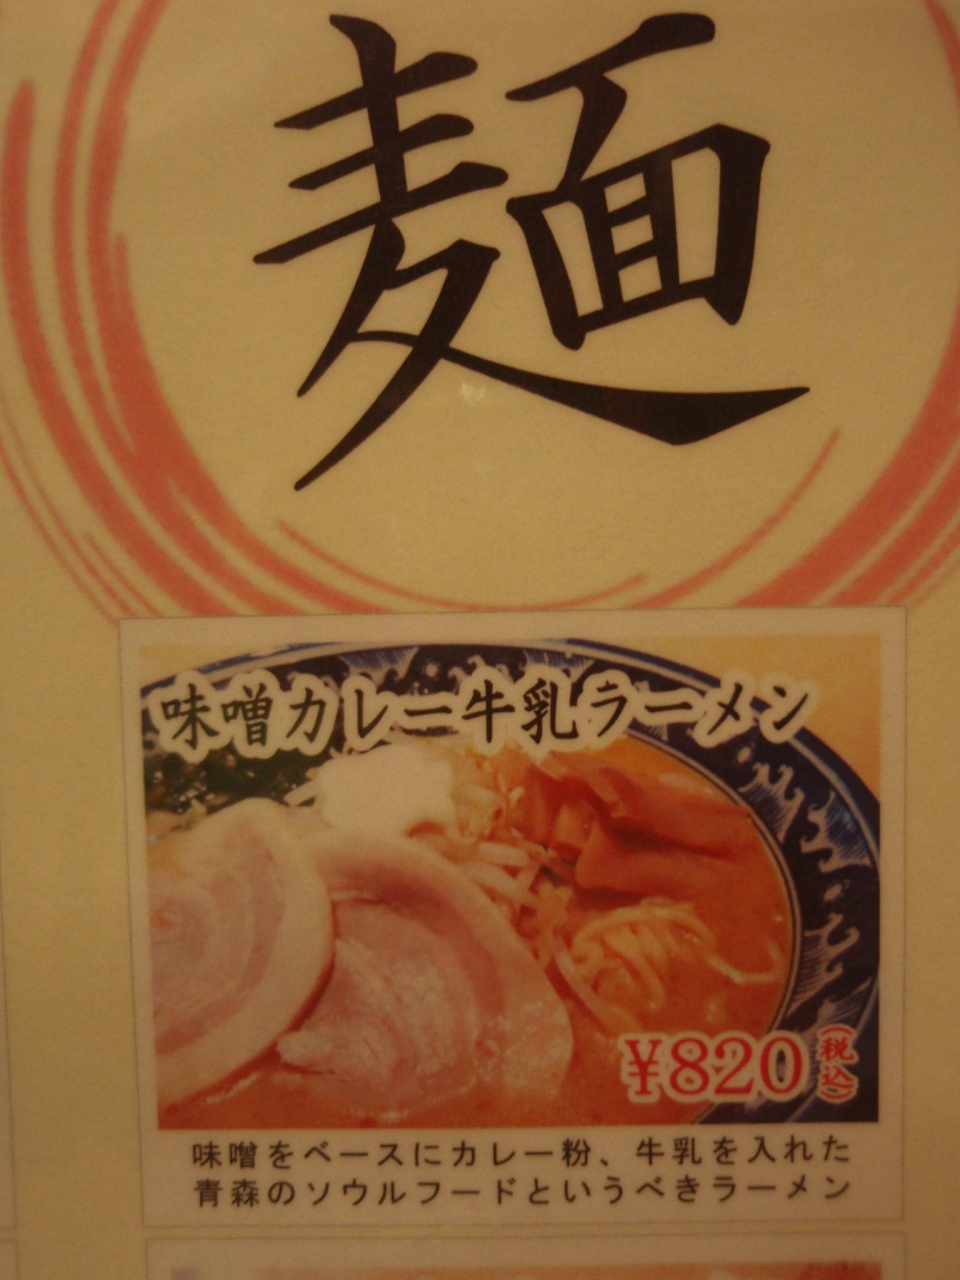 麺
味噌カレー牛乳ラーメン
¥820(税込)
味噌をベースにカレー粉、牛乳を入れた
青森のソウルフードというべきラーメン